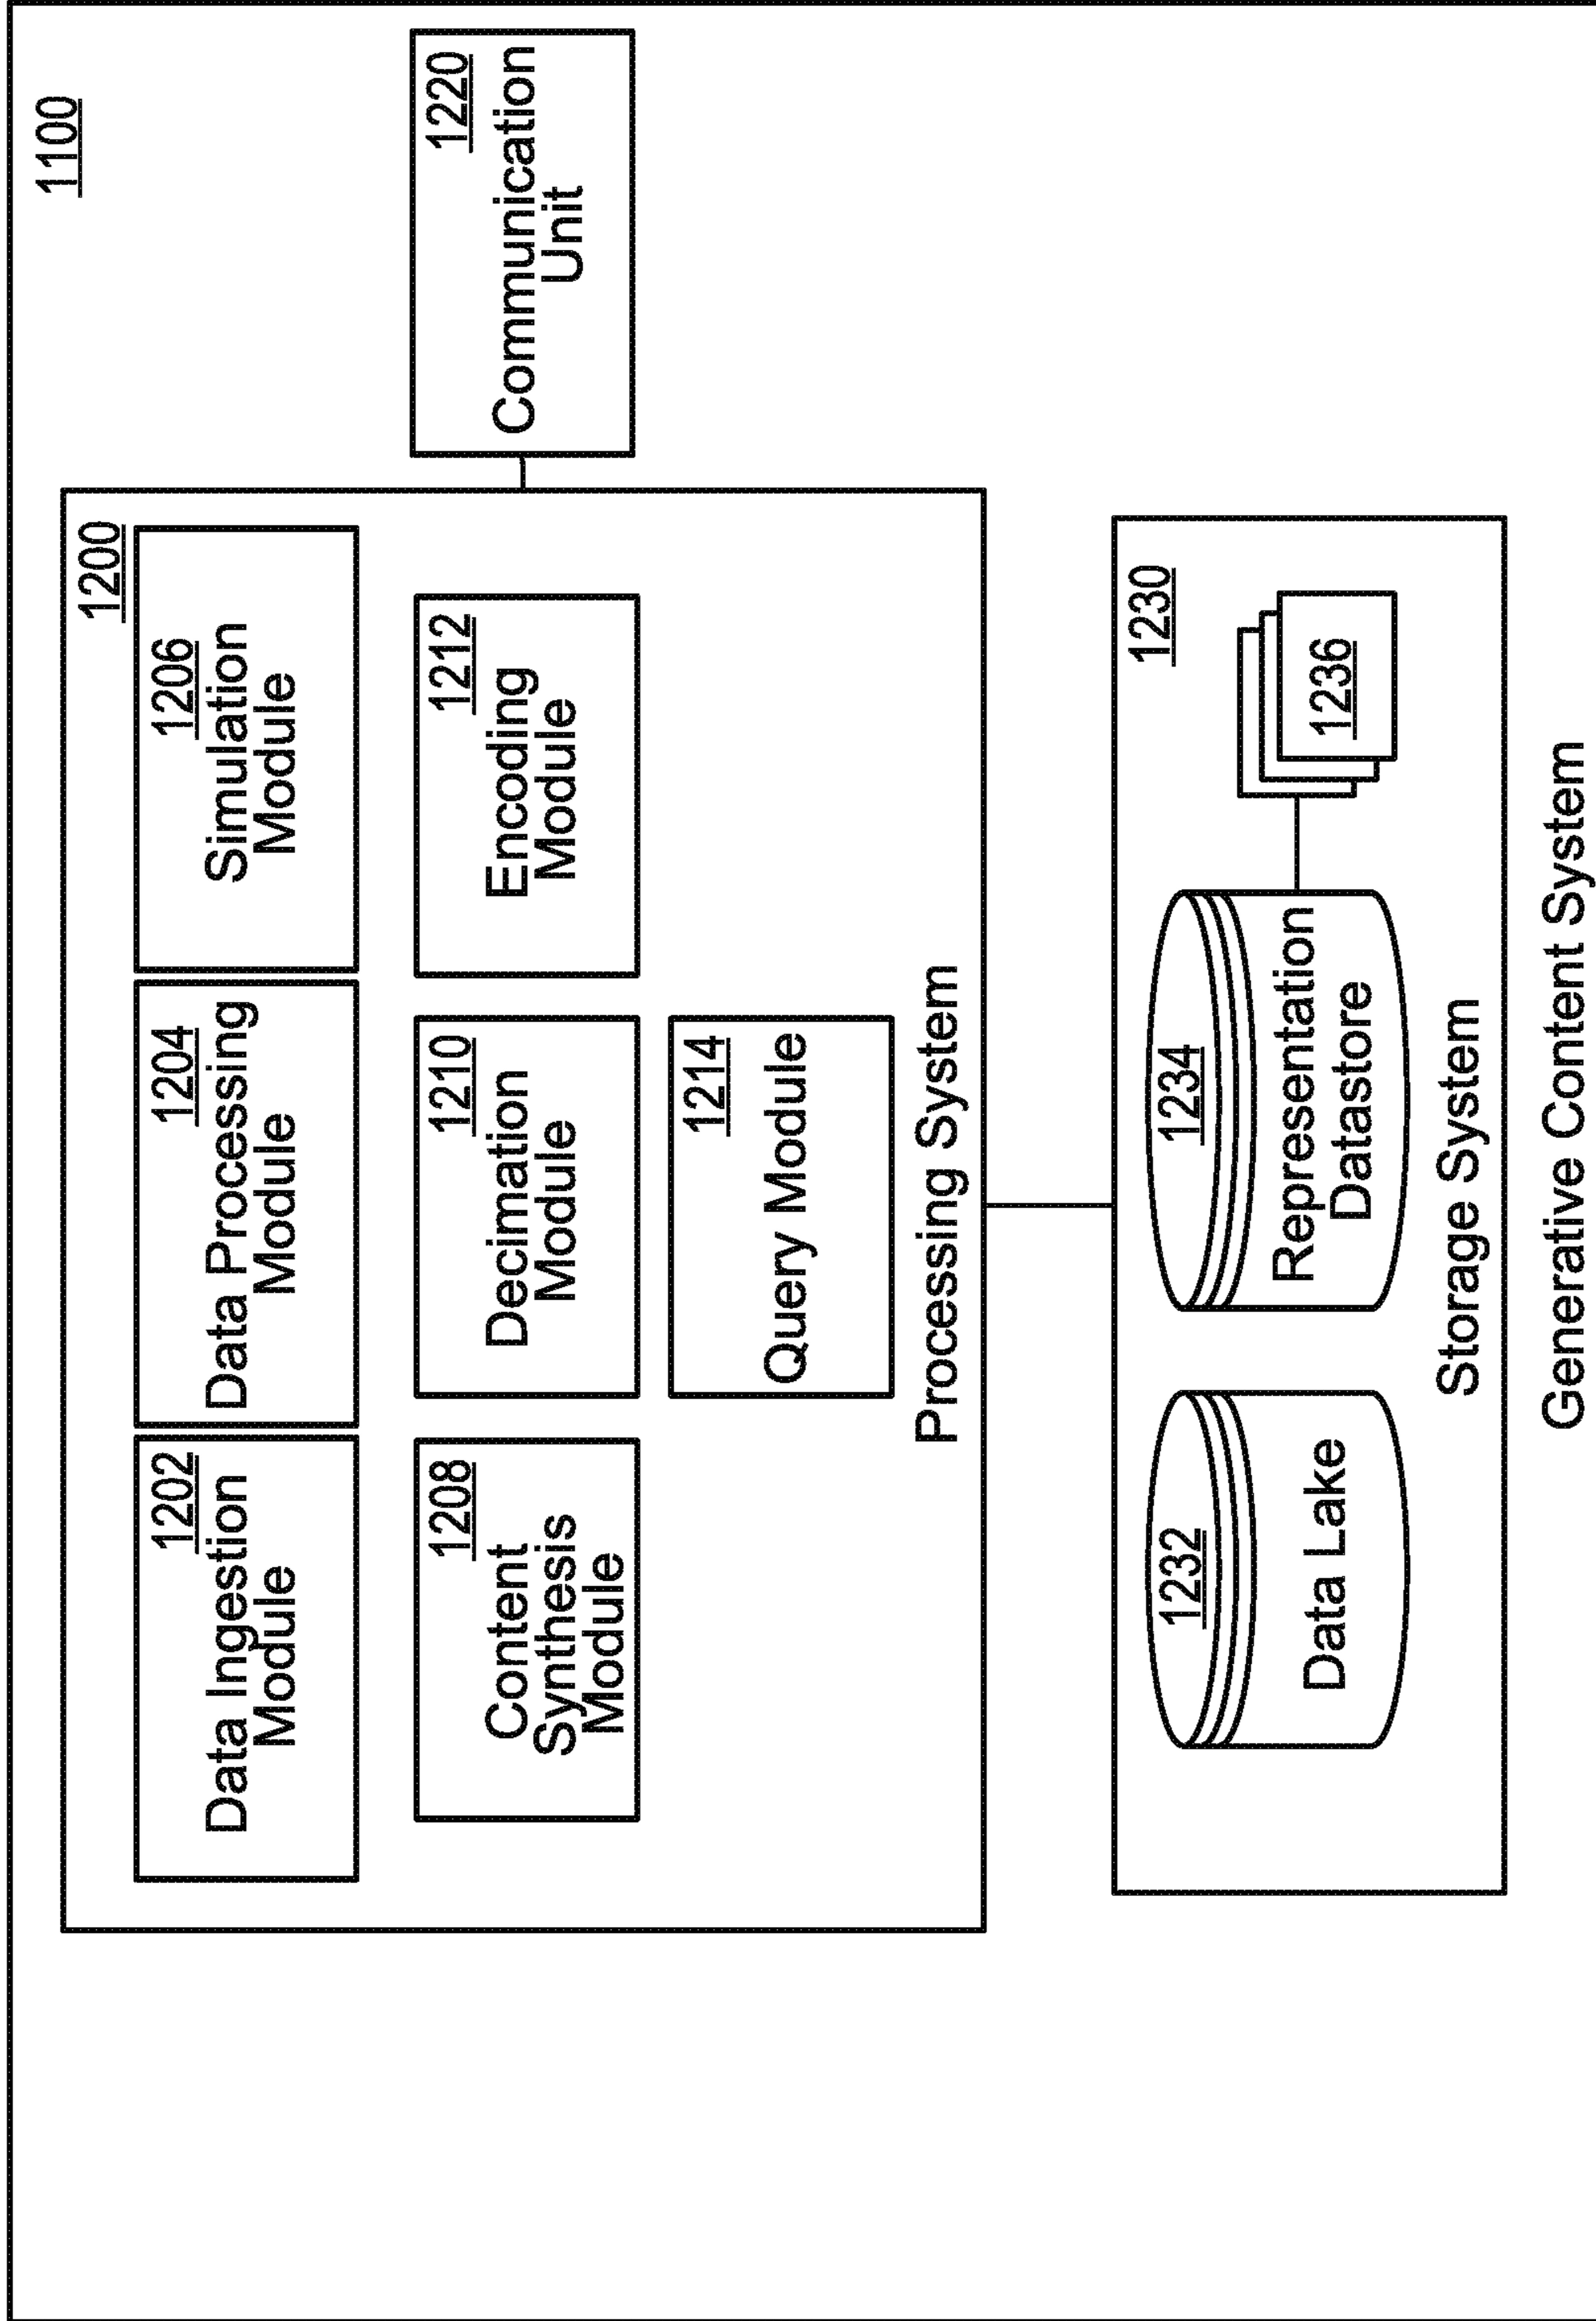 1100
1200
1202
Data Ingestion
Module
1204
Data Processing
Module
1206
Simulation
Module
1208
Content
Synthesis
Module
1210
Decimation
Module
1212
Encoding
Module
1214
Query Module
Processing System
1220
Communication
Unit
1230
1232
Data Lake
1234
Representation
Datastore
1236
Storage System
Generative Content System